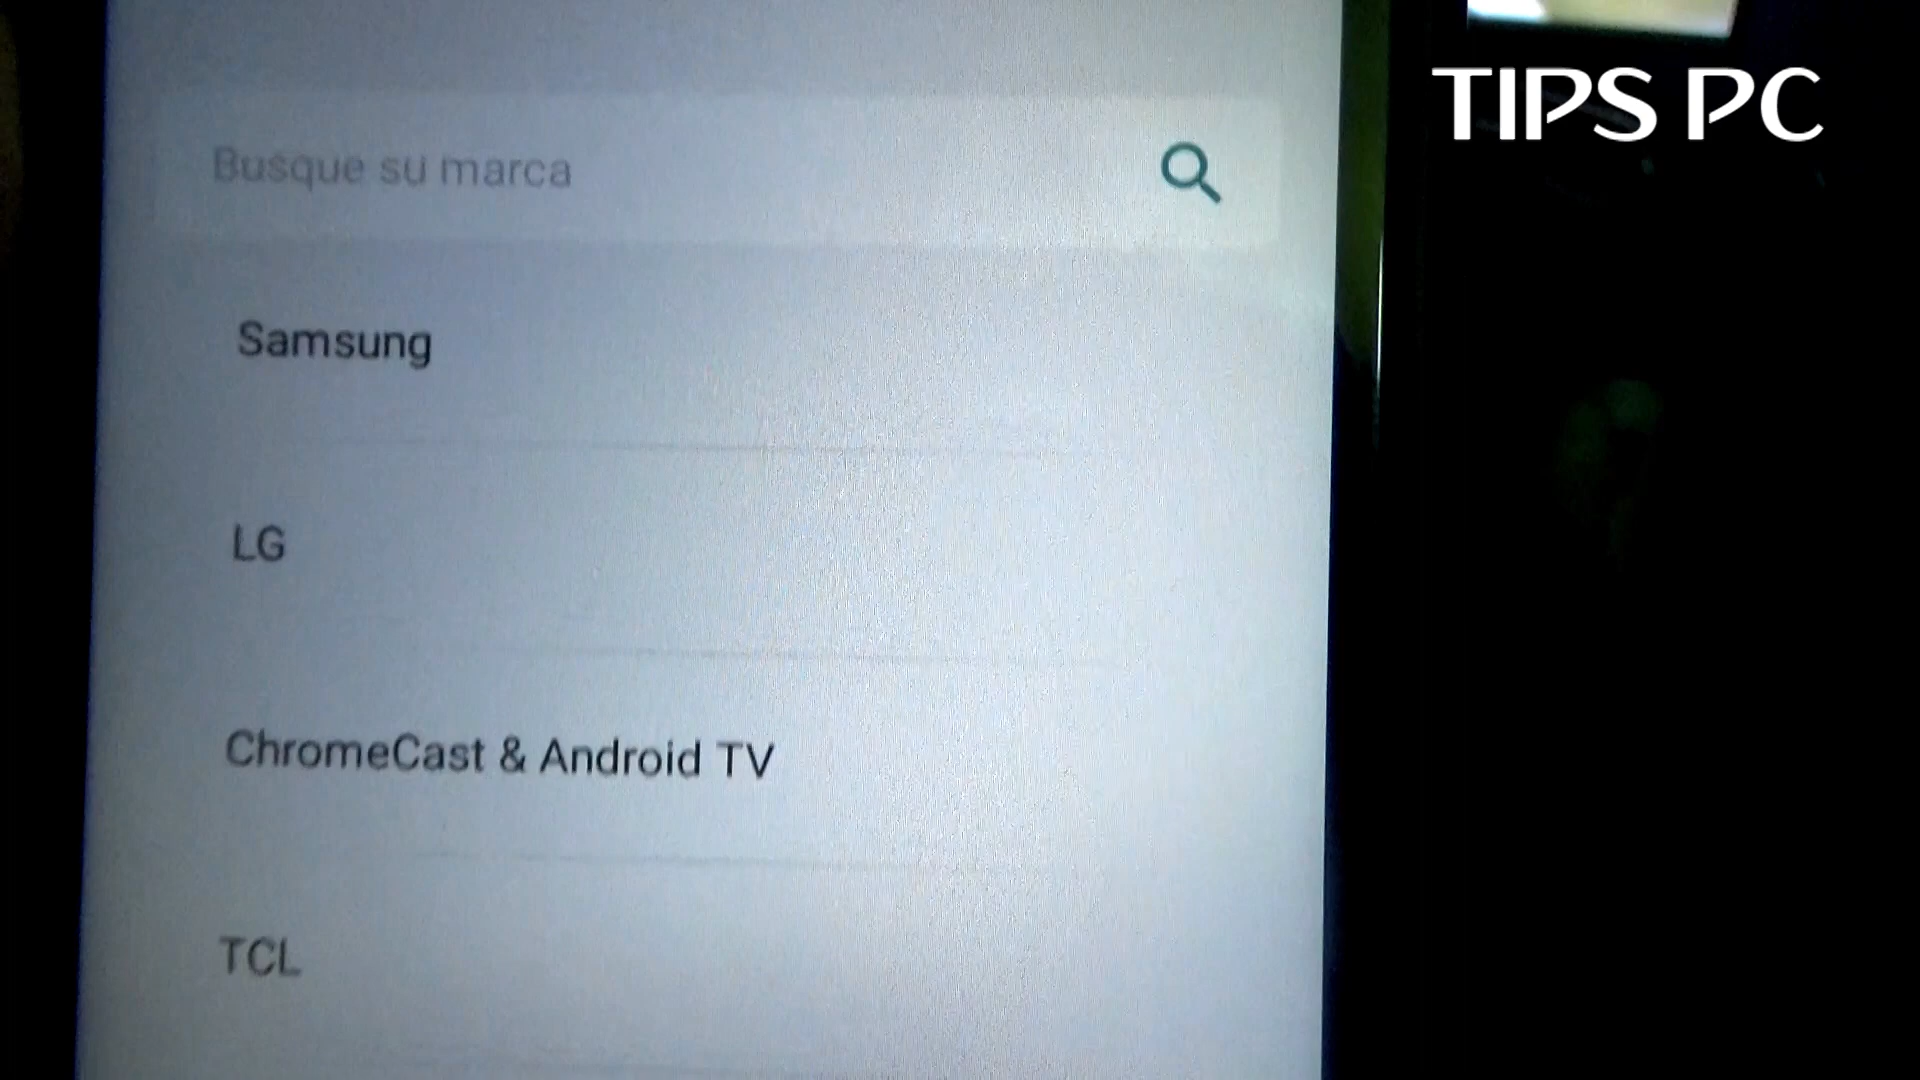 TIPS PC
Busque su marca
Samsung
LG
ChromeCast & Android TV
TCL